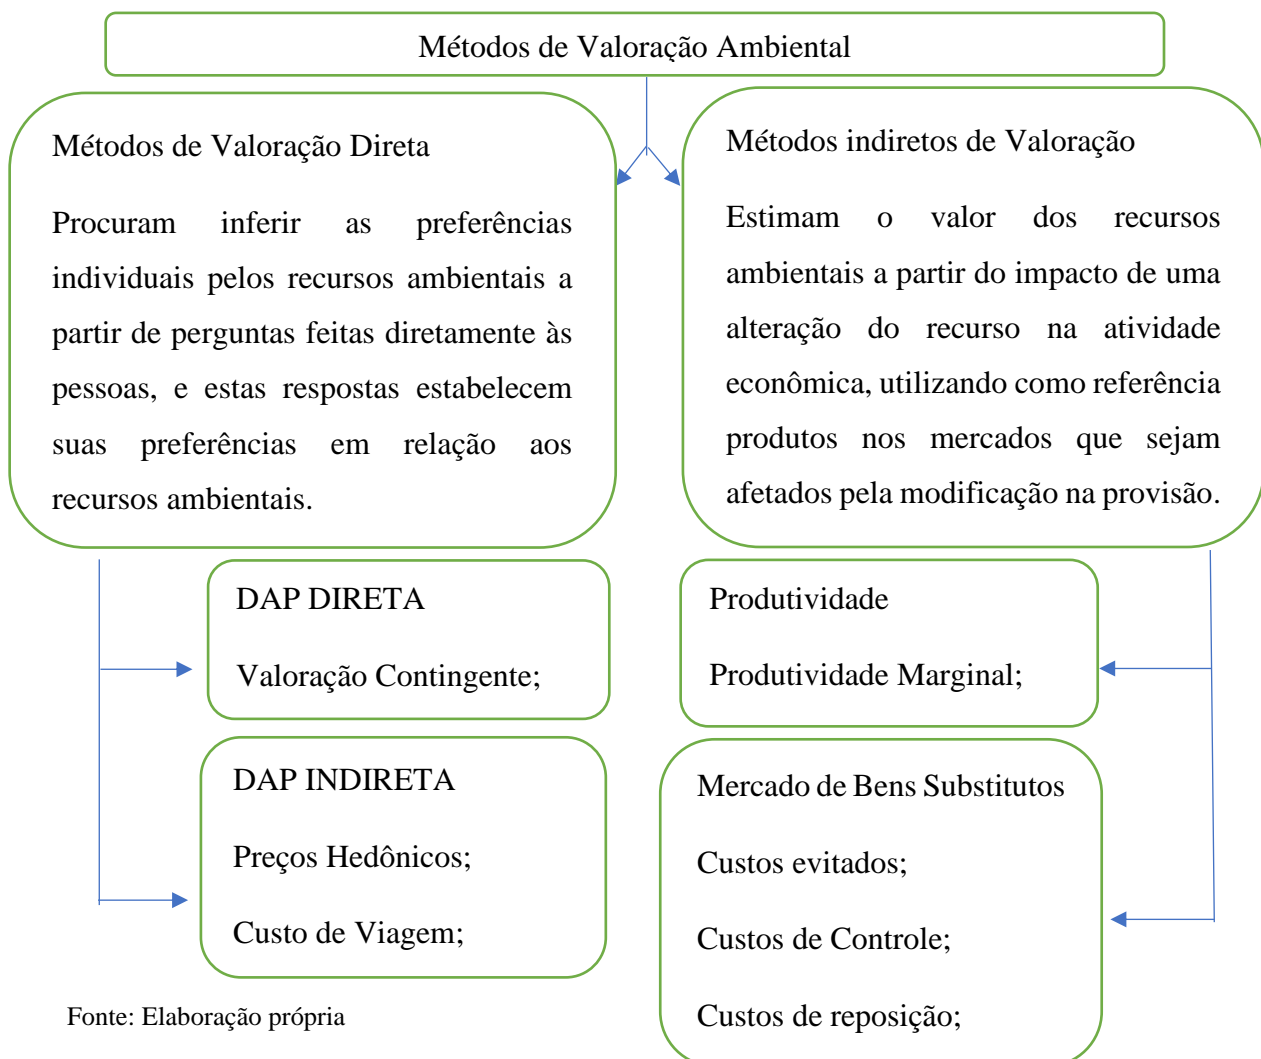 Métodos de Valoração Ambiental
Métodos de Valoração Direta
Procuram inferir as preferências
individuais pelos recursos ambientais a
partir de perguntas feitas diretamente às
pessoas, e estas respostas estabelecem
suas preferências em relação aos
recursos ambientais.
Métodos indiretos de Valoração
Estimam o valor dos recursos
ambientais a partir do impacto de uma
alteração do recurso na atividade
econômica, utilizando como referência
produtos nos mercados que sejam
afetados pela modificação na provisão.
DAP DIRETA
Valoração Contingente;
DAP INDIRETA
Preços Hedônicos;
Custo de Viagem;
Produtividade
Produtividade Marginal;
Mercado de Bens Substitutos
Custos evitados;
Custos de Controle;
Custos de reposição;
Fonte: Elaboração própria